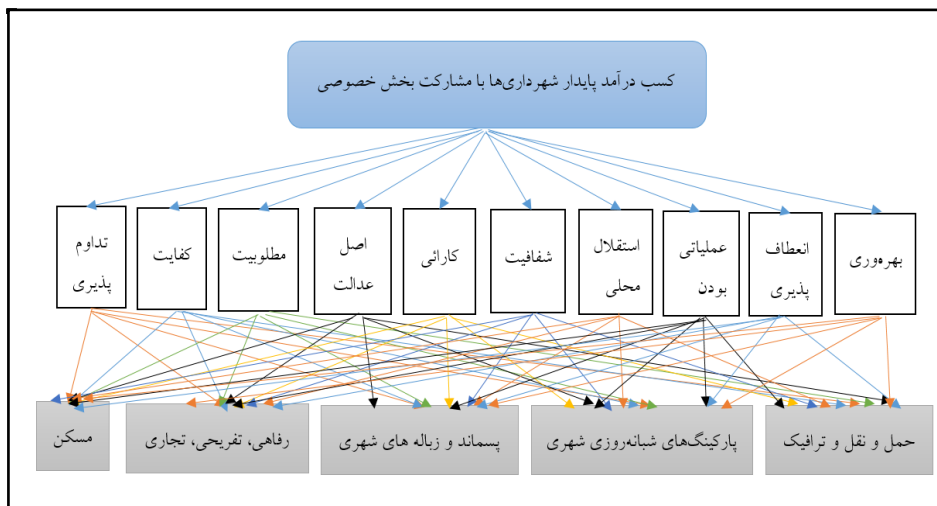 کسب درآمد پایدار شهرداری‌ها با مشارکت بخش خصوصی
بهره‌وری
انعطاف
پذیری
عملیاتی
بودن
استقلال
محلی
شفافیت
کارائی
اصل
عدالت
مطلوبیت
کفایت
تداوم
پذیری
حمل و نقل و ترافیک
پارکینگ‌های شبانه‌روزی شهری
پسماند و زباله های شهری
رفاهی، تفریحی، تجاری
مسکن